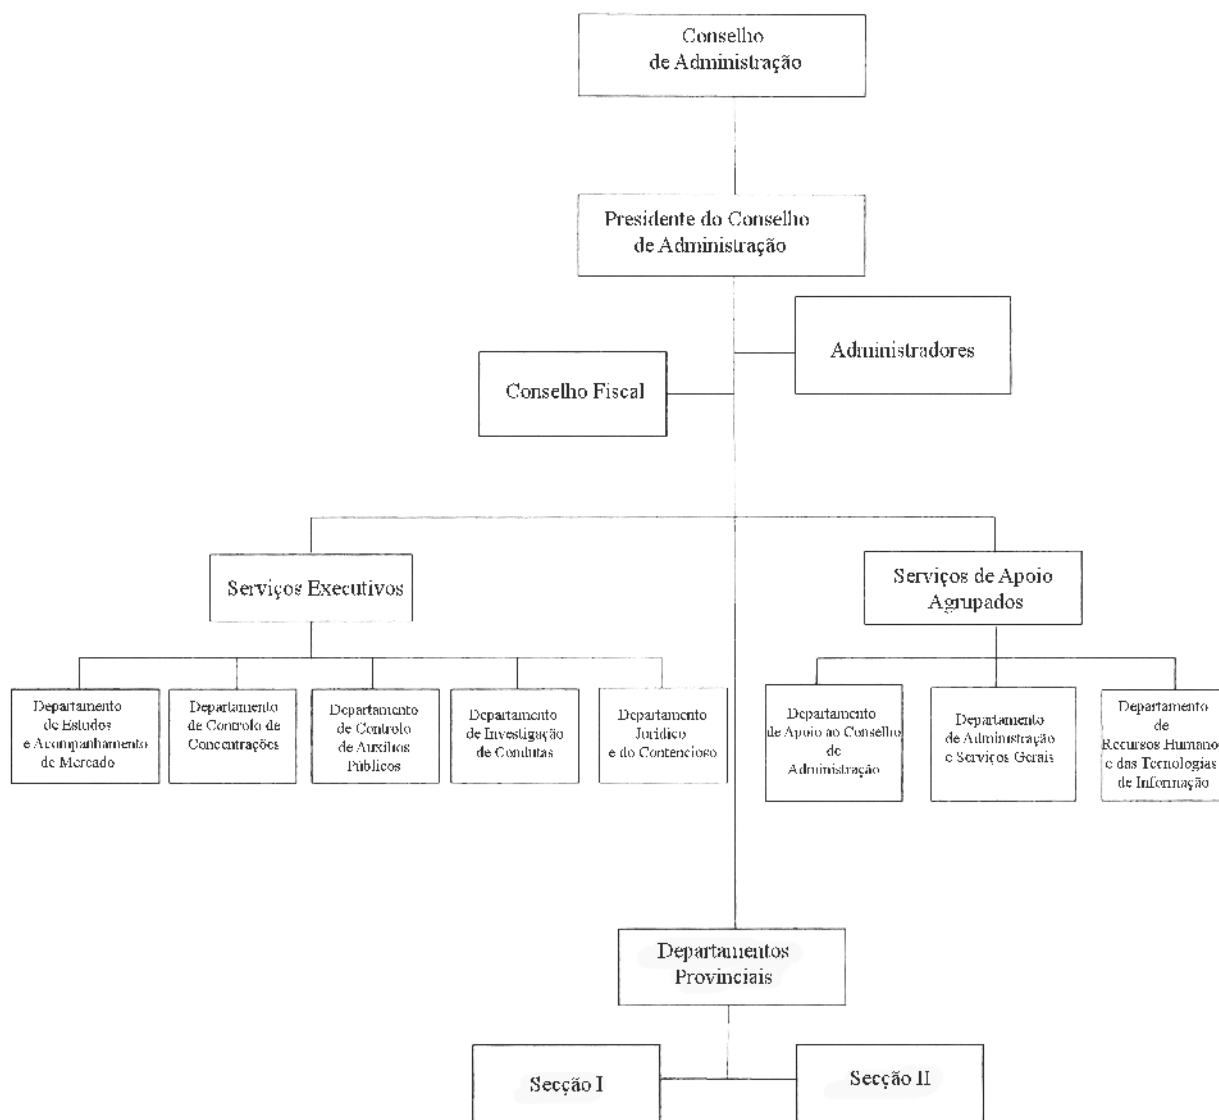 Conselho
de Administração
Presidente do Conselho
de Administração
Administradores
Conselho Fiscal
Serviços Executivos
Serviços de Apoio
Agrupados
Departamento
de Estudos
e Acompanhamento
de Mercado
Departamento
de Controlo de
Concentrações
Departamento
de Controlo
de Auxílios
Públicos
Departamento
de Investigação
de Condutas
Departamento
Jurídico
e do Contencioso
Departamento
de Apoio ao Conselho
de
Administração
Departamento
de Administração
e Serviços Gerais
Departamento
de
Recursos Humano
e das Tecnologias
de Informação
Departamentos
Provinciais
Secção I
Secção II